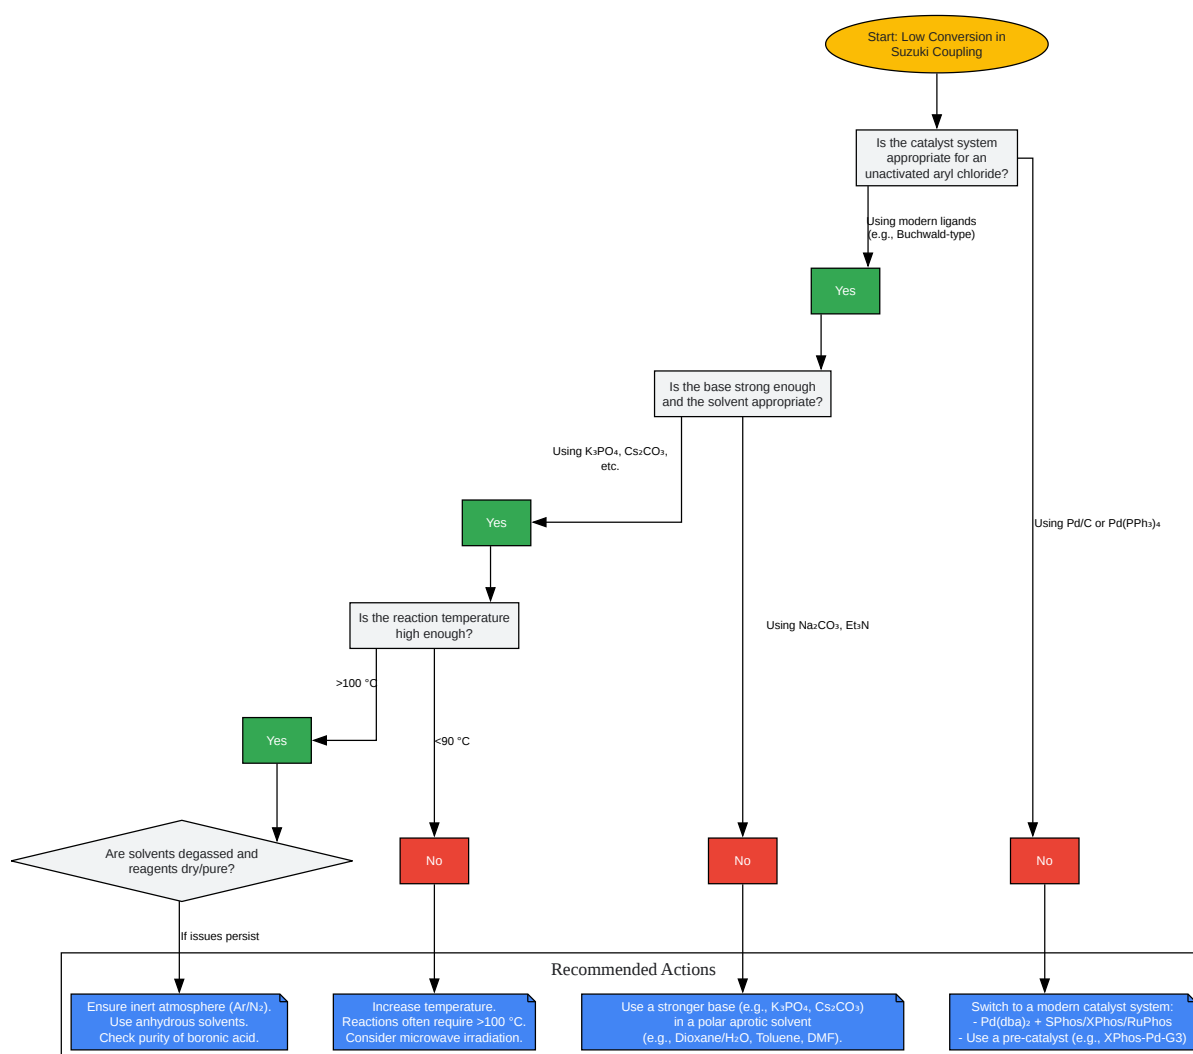 Start: Low Conversion in
Suzuki Coupling
Is the catalyst system
appropriate for an
unactivated aryl chloride?
Using modern ligands
(e.g., Buchwald-type)
Yes
Is the base strong enough
and the solvent appropriate?
Using K₃PO₄, Cs₂CO₃,
etc.
Yes
Using Pd/C or Pd(PPh₃)₄
Is the reaction temperature
high enough?
Using Na₂CO₃, Et₃N
>100 °C
Yes
<90 °C
Are solvents degassed and
reagents dry/pure?
No
No
No
If issues persist
Recommended Actions
Ensure inert atmosphere (Ar/N₂).
Use anhydrous solvents.
Check purity of boronic acid.
Increase temperature.
Reactions often require >100 °C.
Consider microwave irradiation.
Use a stronger base (e.g., K₃PO₄, Cs₂CO₃)
in a polar aprotic solvent
(e.g., Dioxane/H₂O, Toluene, DMF).
Switch to a modern catalyst system:
- Pd(dba)₂ + SPhos/XPhos/RuPhos
- Use a pre-catalyst (e.g., XPhos-Pd-G3)